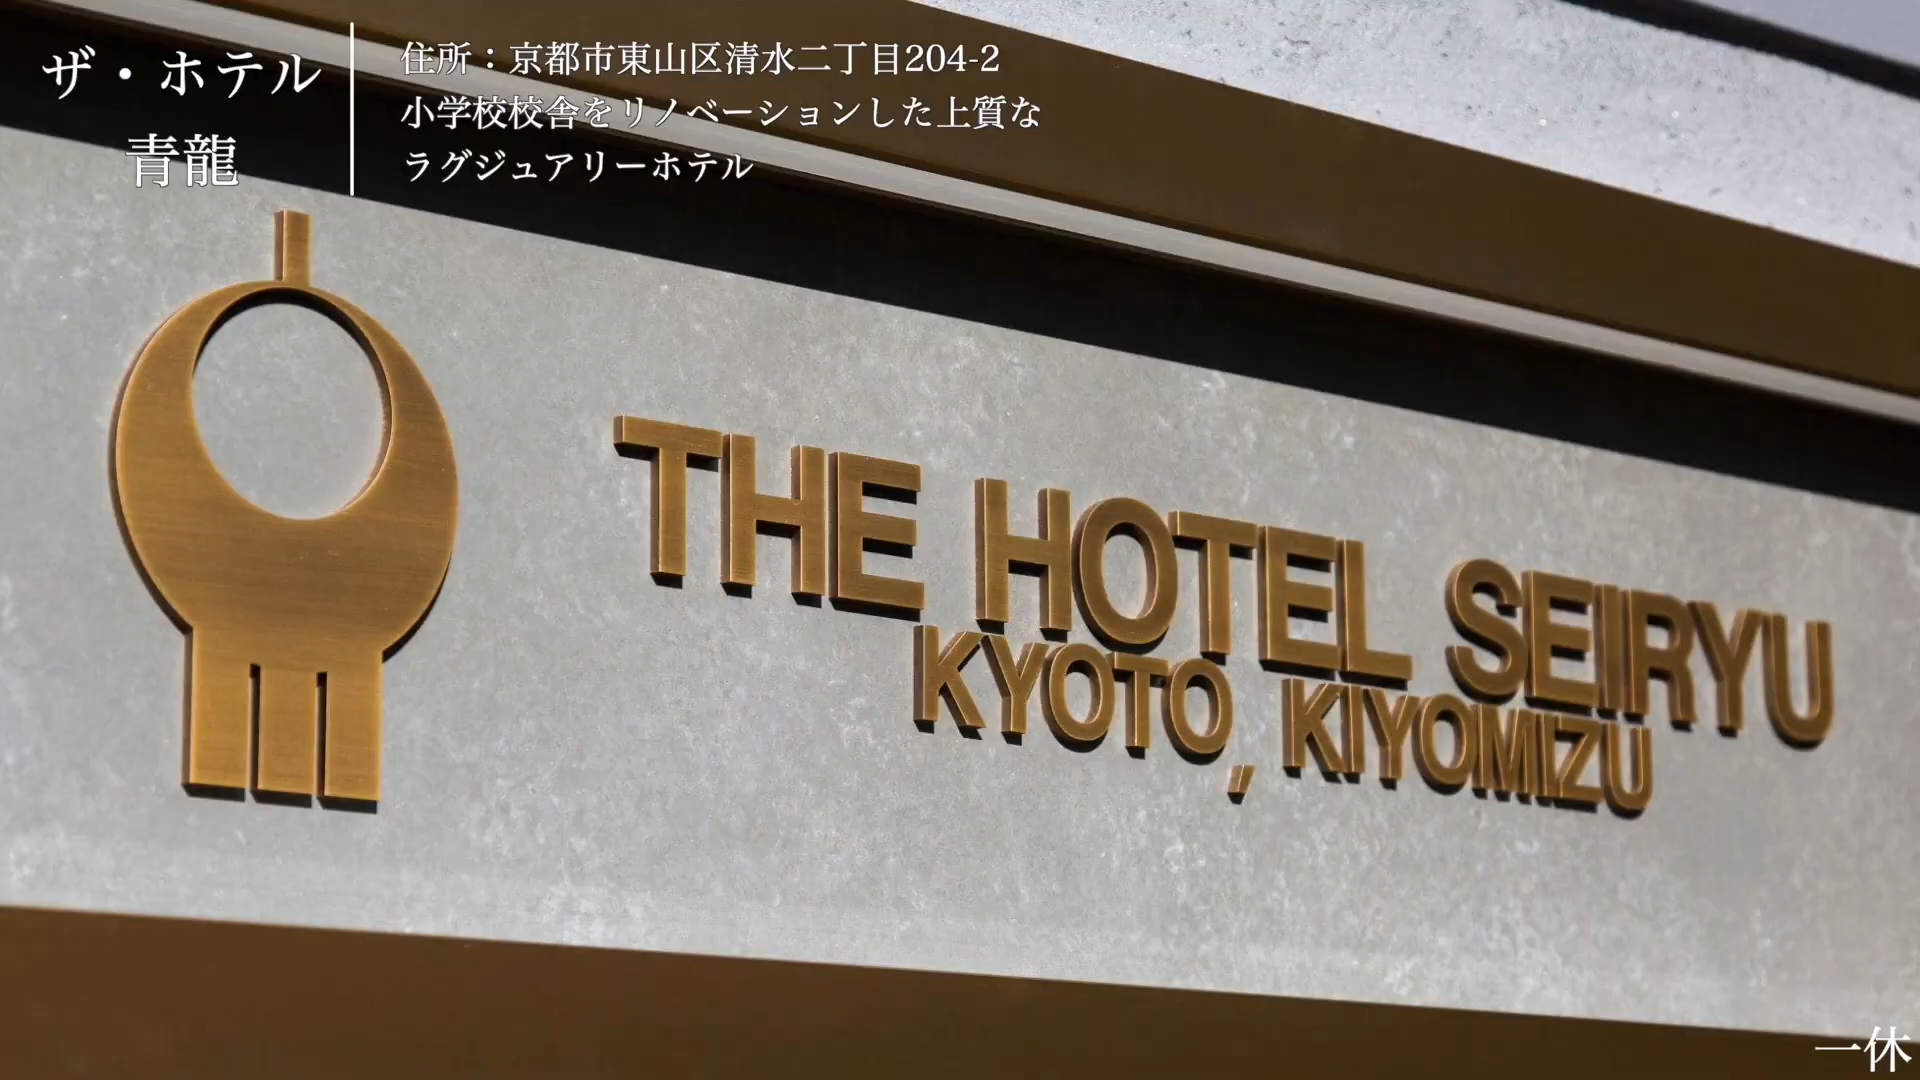 ザ・ホテル
青龍
住所：京都市東山区清水二丁目204-2
小学校校舎をリノベーションした上質な
ラグジュアリーホテル
THE HOTEL SEIRYU
KYOTO, KIYOMIZU
一休